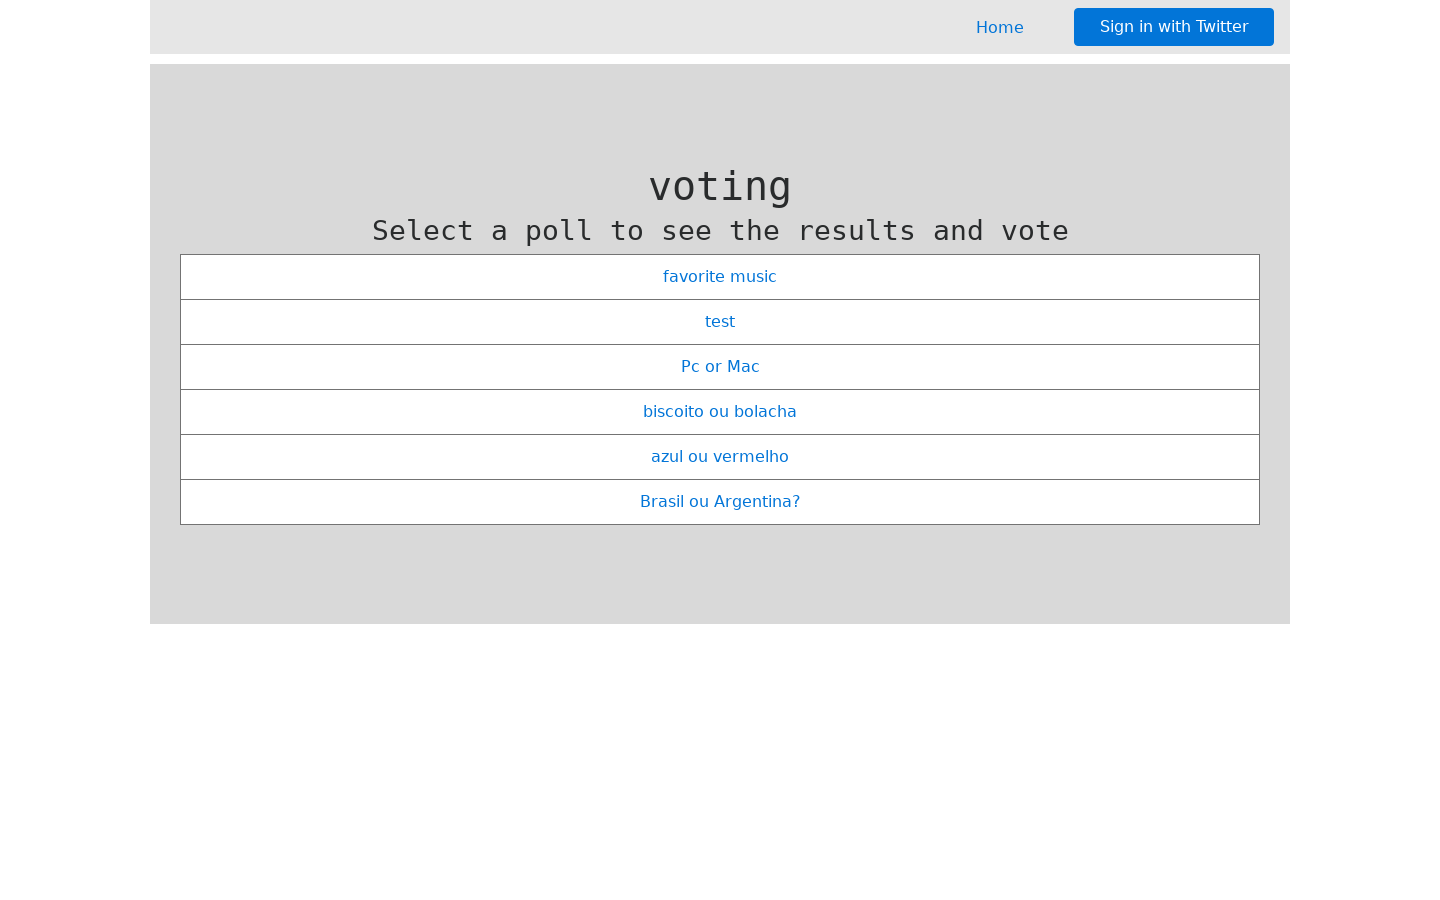 Home
Sign in with Twitter
voting
Select a poll to see the results and vote
favorite music
test
Pc or Mac
biscoito ou bolacha
azul ou vermelho
Brasil ou Argentina?